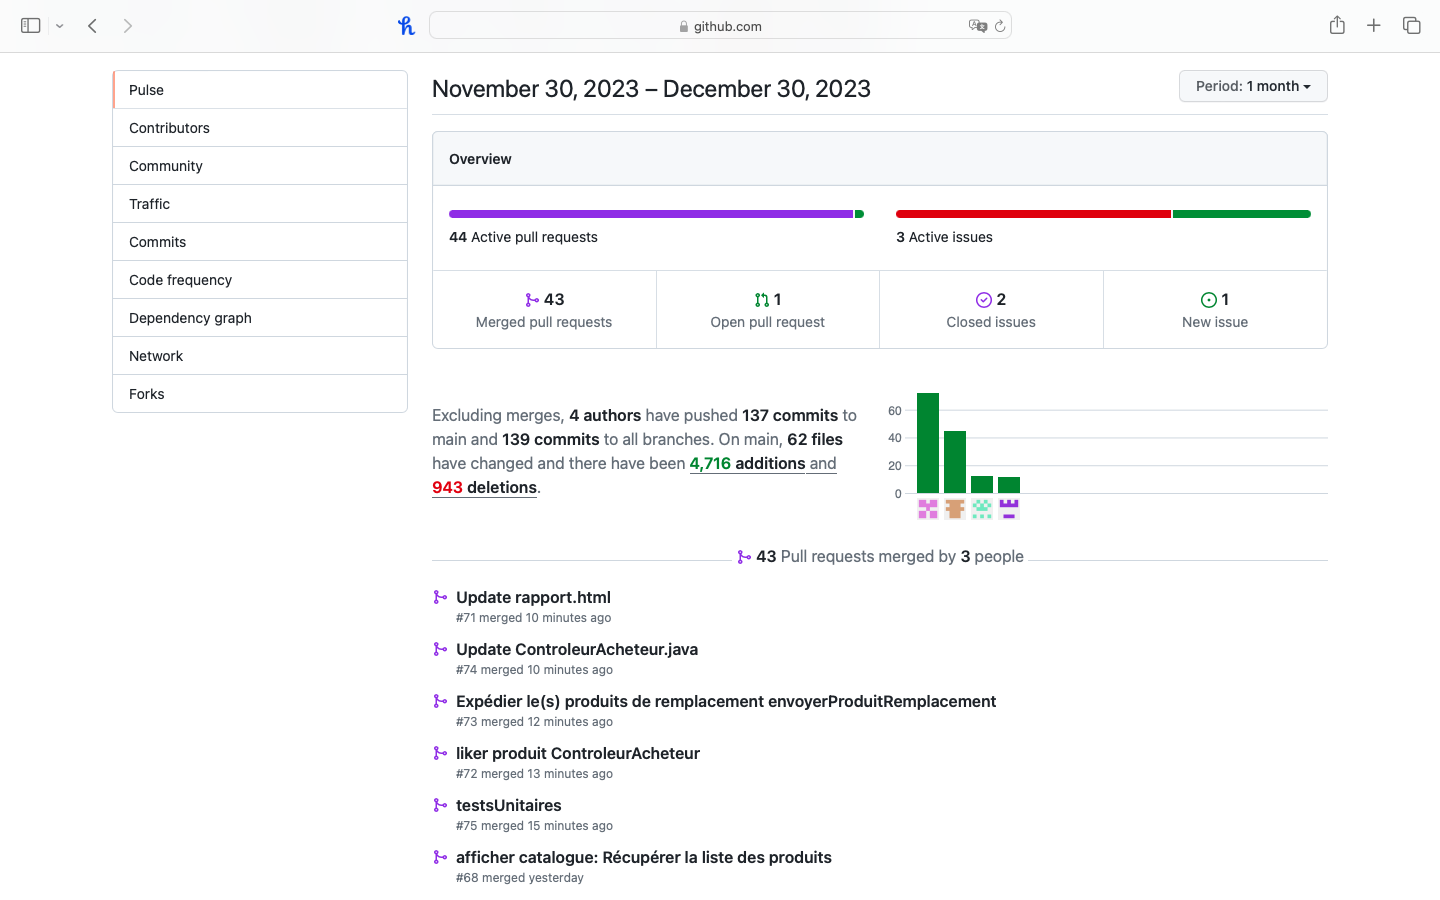 github.com
Pulse
Contributors
Community
Traffic
Commits
Code frequency
Dependency graph
Network
Forks
November 30, 2023 – December 30, 2023
Period: 1 month
Overview
44 Active pull requests
3 Active issues
43
Merged pull requests
1
Open pull request
2
Closed issues
1
New issue
Excluding merges, 4 authors have pushed 137 commits to
main and 139 commits to all branches. On main, 62 files
have changed and there have been 4,716 additions and
943 deletions.
60
40
20
0
43 Pull requests merged by 3 people
Update rapport.html
#71 merged 10 minutes ago
Update ControleurAcheteur.java
#74 merged 10 minutes ago
Expédier le(s) produits de remplacement envoyerProduitRemplacement
#73 merged 12 minutes ago
liker produit ControleurAcheteur
#72 merged 13 minutes ago
testsUnitaires
#75 merged 15 minutes ago
afficher catalogue: Récupérer la liste des produits
#68 merged yesterday